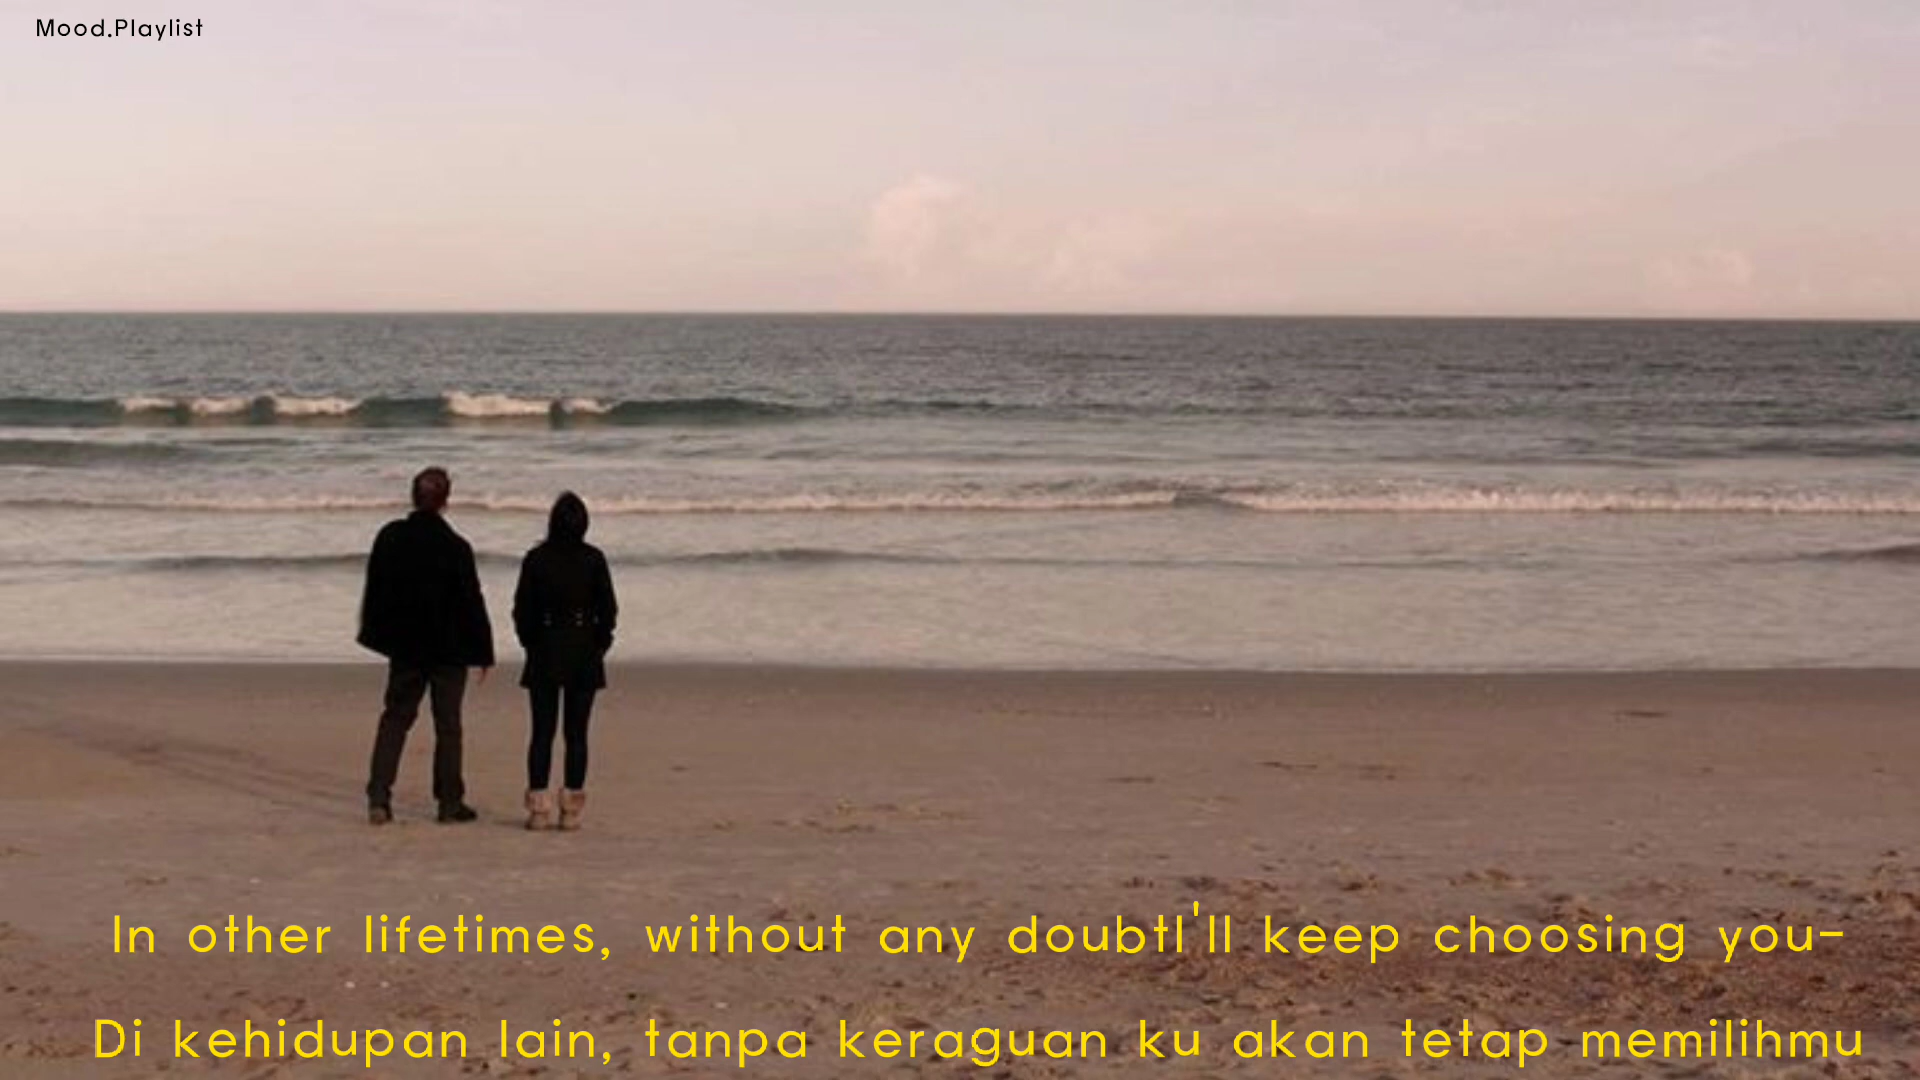 Mood.Playlist
In other lifetimes, without any doubtI'll keep choosing you-
Di kehidupan lain, tanpa keraguan ku akan tetap memilihmu